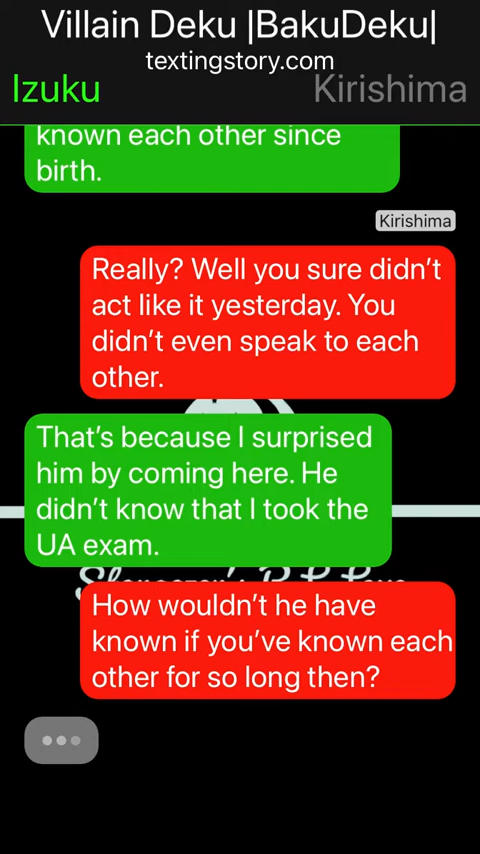 Villain Deku |BakuDeku|
textingstory.com
Izuku
Kirishima
known each other since
birth.
Kirishima
Really? Well you sure didn't
act like it yesterday. You
didn't even speak to each
other.
That's because I surprised
him by coming here. He
didn't know that I took the
UA exam.
How wouldn't he have
known if you've known each
other for so long then?